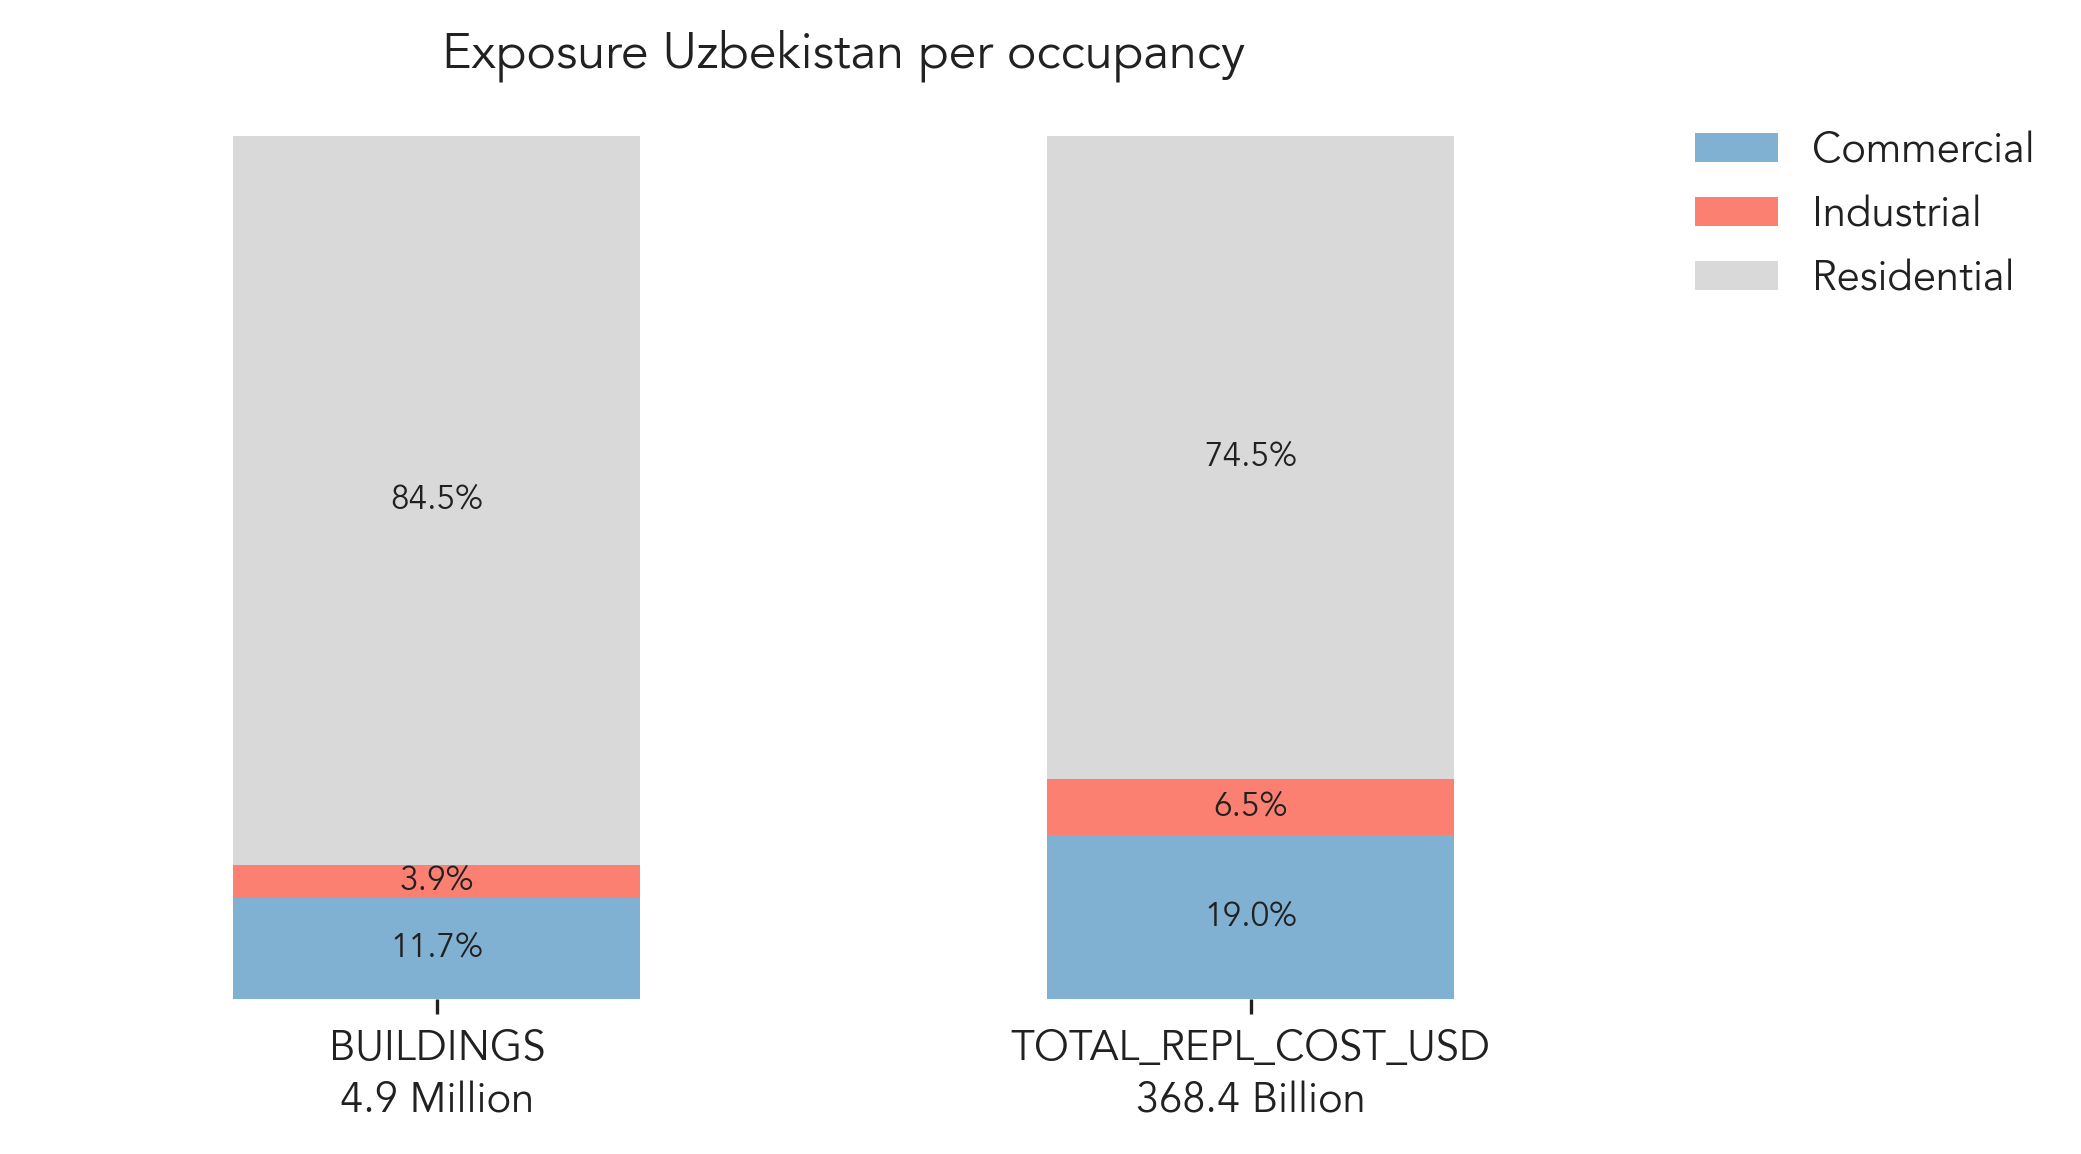 Exposure Uzbekistan per occupancy
Commercial
Industrial
Residential
84.5%
3.9%
11.7%
74.5%
6.5%
19.0%
BUILDINGS
4.9 Million
TOTAL_REPL_COST_USD
368.4 Billion